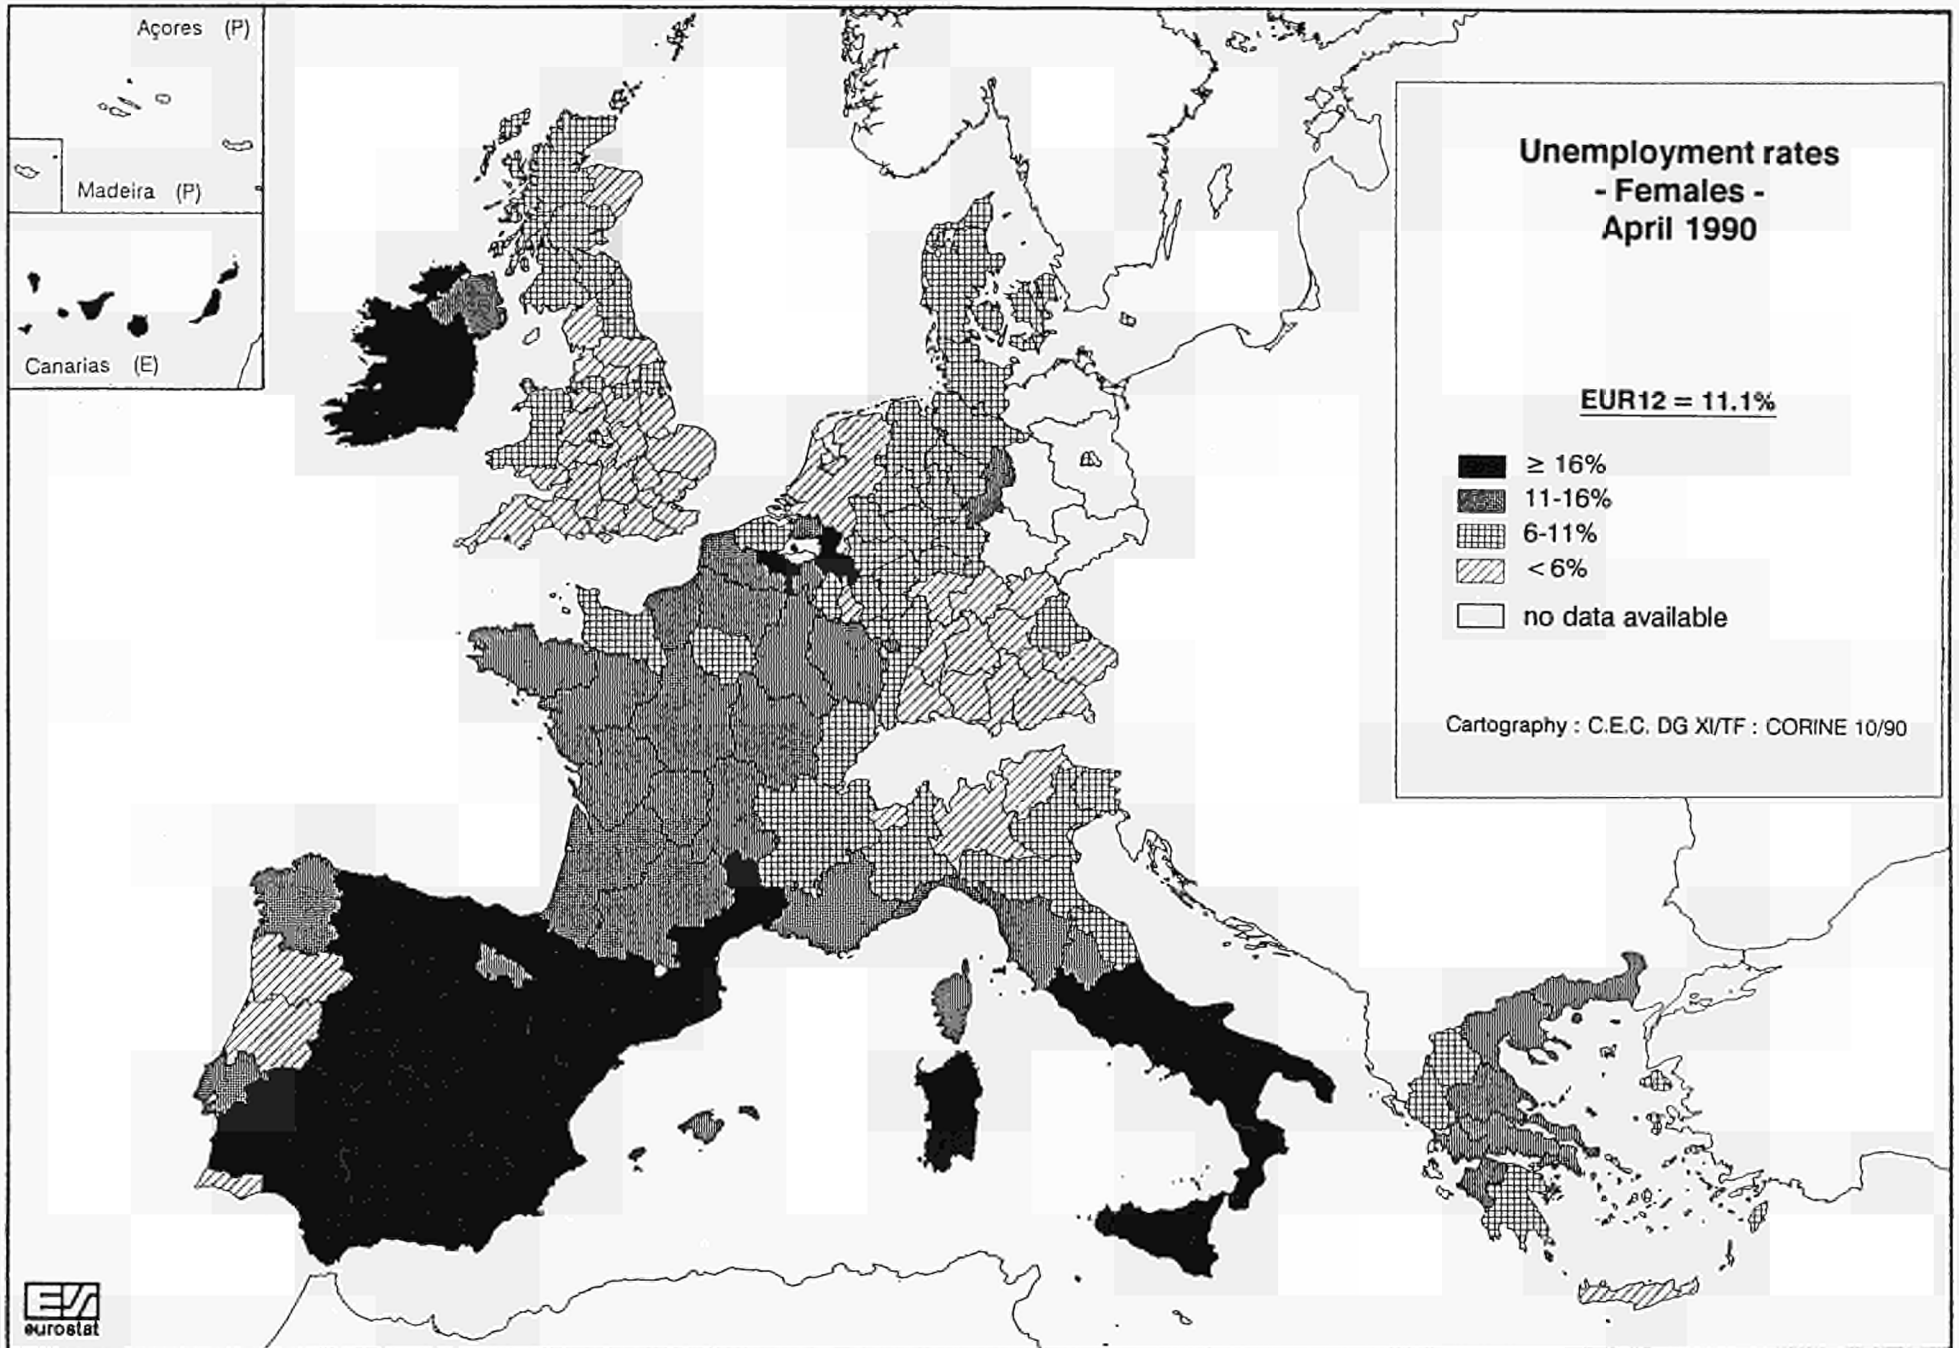 Açores (P)
Madeira (P)
Canarias (E)
Unemployment rates
- Females -
April 1990
EUR12 = 11.1%
≥ 16%
11-16%
6-11%
< 6%
no data available
Cartography : C.E.C. DG XI/TF : CORINE 10/90
eurostat